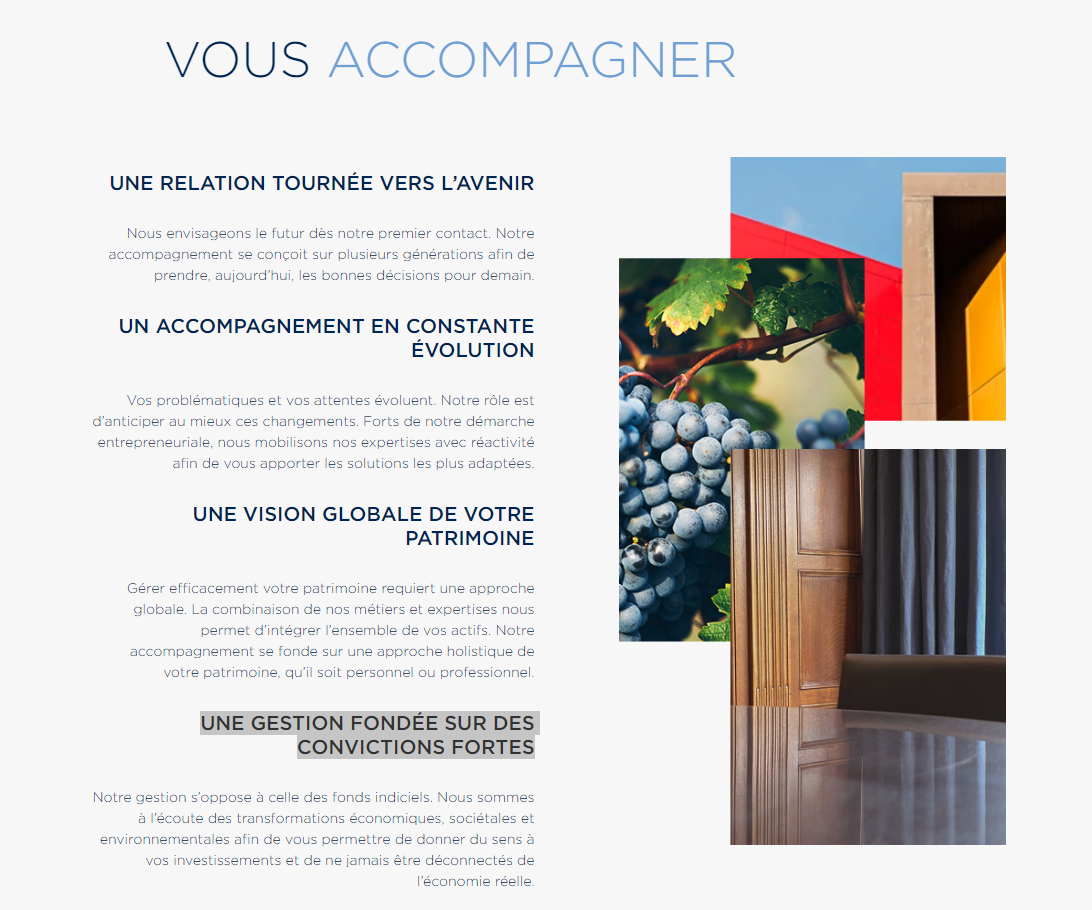 VOUS ACCOMPAGNER
UNE RELATION TOURNÉE VERS L’AVENIR
Nous envisageons le futur dès notre premier contact. Notre
accompagnement se conçoit sur plusieurs générations afin de
prendre, aujourd’hui, les bonnes décisions pour demain.
UN ACCOMPAGNEMENT EN CONSTANTE
ÉVOLUTION
Vos problématiques et vos attentes évoluent. Notre rôle est
d’anticiper au mieux ces changements. Forts de notre démarche
entrepreneuriale, nous mobilisons nos expertises avec réactivité
afin de vous apporter les solutions les plus adaptées.
UNE VISION GLOBALE DE VOTRE
PATRIMOINE
Gérer efficacement votre patrimoine requiert une approche
globale. La combinaison de nos métiers et expertises nous
permet d’intégrer l’ensemble de vos actifs. Notre
accompagnement se fonde sur une approche holistique de
votre patrimoine, qu’il soit personnel ou professionnel.
UNE GESTION FONDÉE SUR DES
CONVICTIONS FORTES
Notre gestion s’oppose à celle des fonds indiciels. Nous sommes
à l’écoute des transformations économiques, sociétales et
environnementales afin de vous permettre de donner du sens à
vos investissements et de ne jamais être déconnectés de
l’économie réelle.